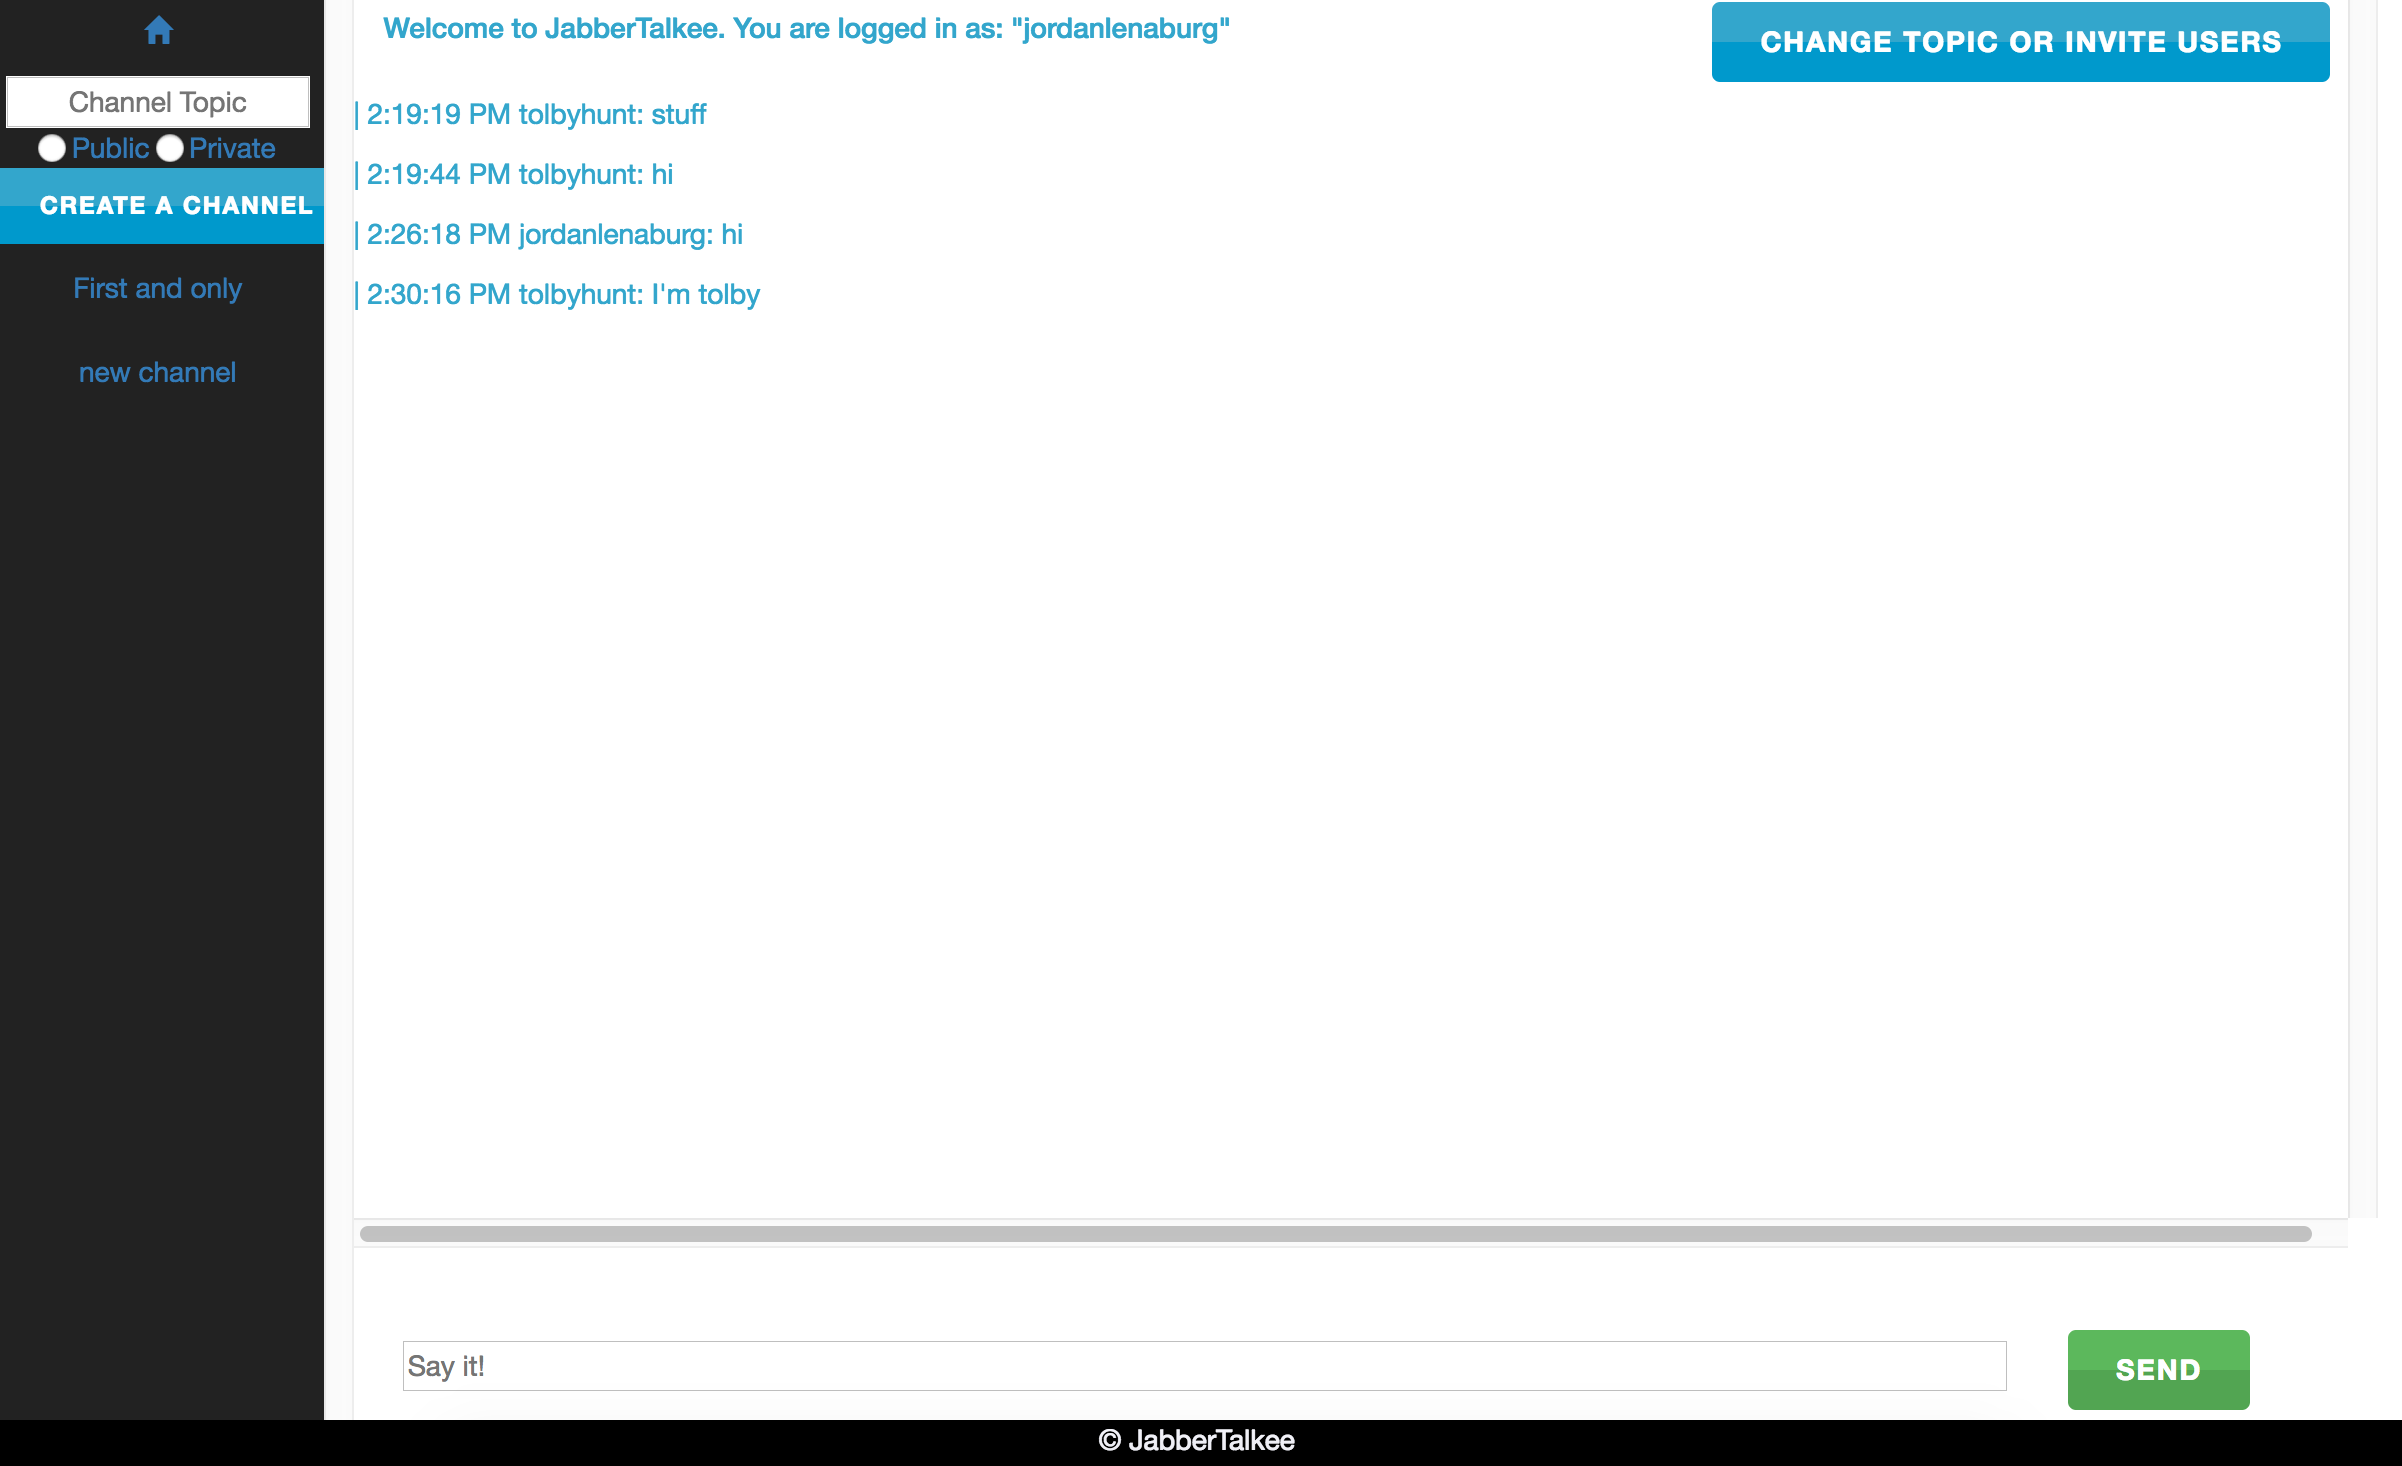 Channel Topic
Public Private
CREATE A CHANNEL
First and only
new channel
Welcome to JabberTalkee. You are logged in as: "jordanlenaburg"
CHANGE TOPIC OR INVITE USERS
| 2:19:19 PM tolbyhunt: stuff
| 2:19:44 PM tolbyhunt: hi
| 2:26:18 PM jordanlenaburg: hi
| 2:30:16 PM tolbyhunt: I'm tolby
Say it!
SEND
© JabberTalkee